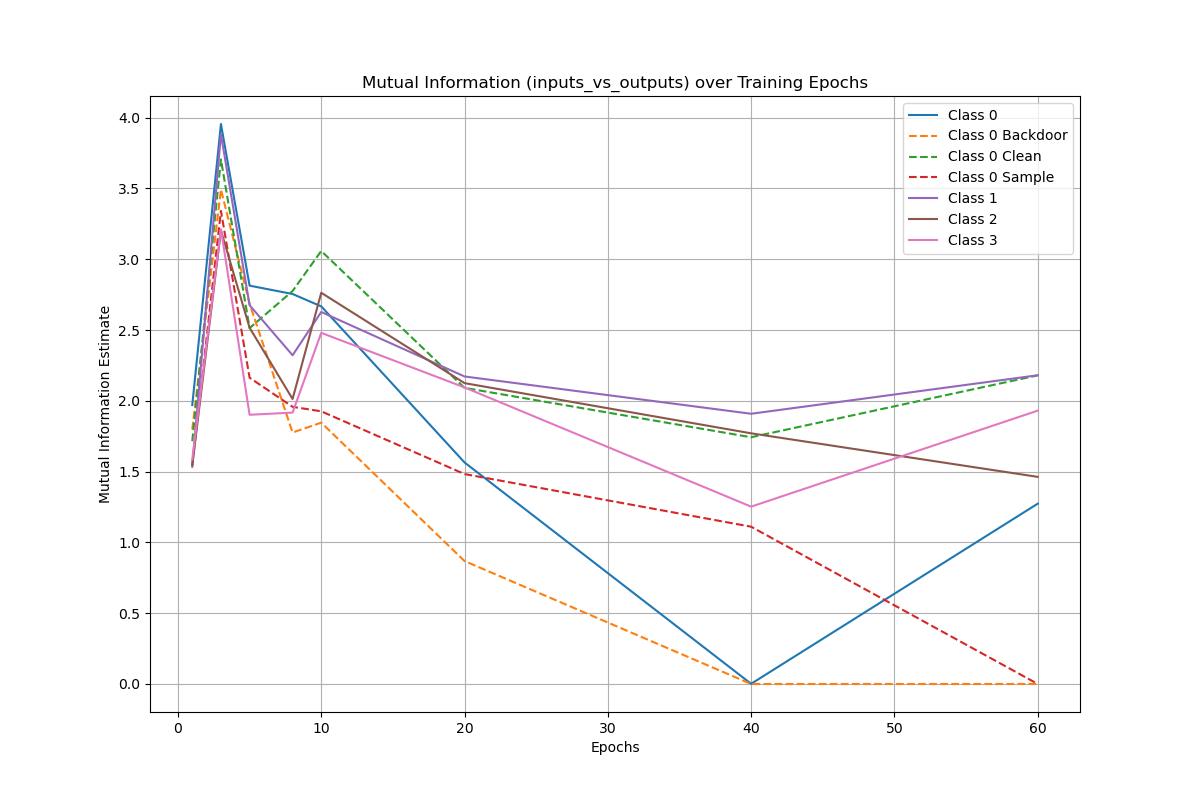 Mutual Information (inputs_vs_outputs) over Training Epochs
Mutual Information Estimate
4.0
3.5
3.0
2.5
2.0
1.5
1.0
0.5
0.0
Class 0
Class 0 Backdoor
Class 0 Clean
Class 0 Sample
Class 1
Class 2
Class 3
0 10 20 30 40 50 60
Epochs